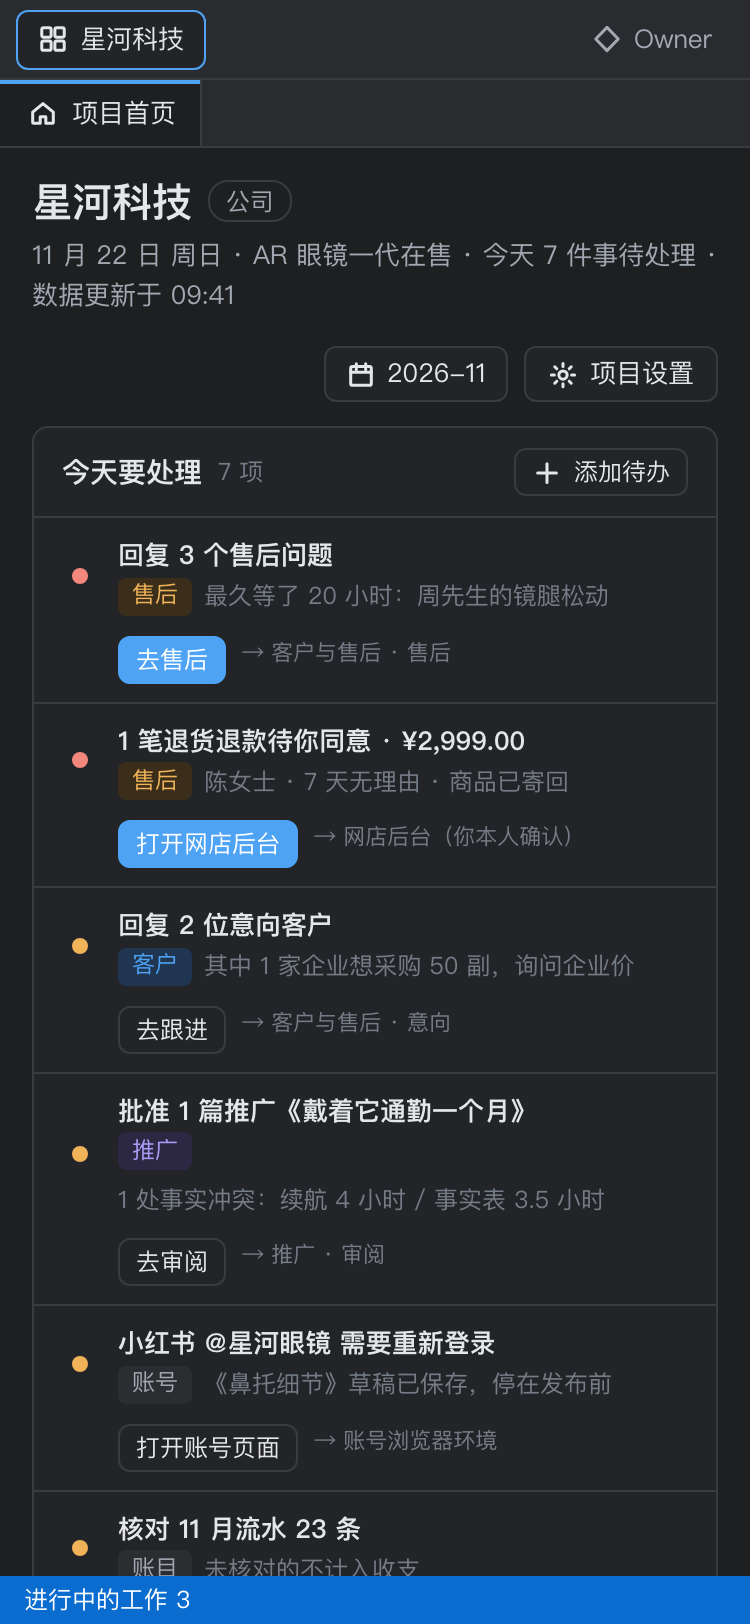 星河科技
Owner
项目首页
星河科技 公司
11 月 22 日 周日 · AR 眼镜一代在售 · 今天 7 件事待处理 ·
数据更新于 09:41
2026-11
项目设置
今天要处理 7 项
添加待办
回复 3 个售后问题
售后 最久等了 20 小时：周先生的镜腿松动
去售后 → 客户与售后 · 售后
1 笔退货退款待你同意 · ¥2,999.00
售后 陈女士 · 7 天无理由 · 商品已寄回
打开网店后台 → 网店后台（你本人确认）
回复 2 位意向客户
客户 其中 1 家企业想采购 50 副，询问企业价
去跟进 → 客户与售后 · 意向
批准 1 篇推广《戴着它通勤一个月》
推广
1 处事实冲突：续航 4 小时 / 事实表 3.5 小时
去审阅 → 推广 · 审阅
小红书 @星河眼镜 需要重新登录
账号 《鼻托细节》草稿已保存，停在发布前
打开账号页面 → 账号浏览器环境
核对 11 月流水 23 条
账目 未核对的不计入收支
进行中的工作 3